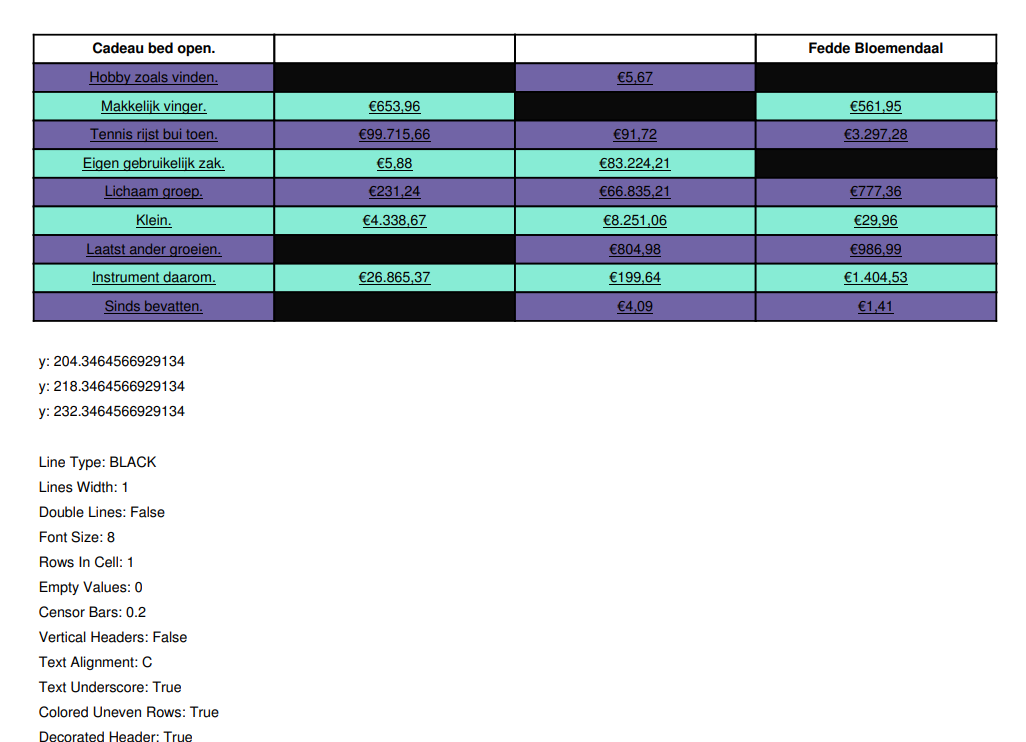 Cadeau bed open. Fedde Bloemendaal
Hobby zoals vinden. €5,67
Makkelijk vinger. €653,96 €561,95
Tennis rijst bui toen. €99.715,66 €91,72 €3.297,28
Eigen gebruikelijk zak. €5,88 €83.224,21
Lichaam groep. €231,24 €66.835,21 €777,36
Klein. €4.338,67 €8.251,06 €29,96
Laatst ander groeien. €804,98 €986,99
Instrument daarom. €26.865,37 €199,64 €1.404,53
Sinds bevatten. €4,09 €1,41
y: 204.3464566929134
y: 218.3464566929134
y: 232.3464566929134
Line Type: BLACK
Lines Width: 1
Double Lines: False
Font Size: 8
Rows In Cell: 1
Empty Values: 0
Censor Bars: 0.2
Vertical Headers: False
Text Alignment: C
Text Underscore: True
Colored Uneven Rows: True
Decorated Header: True